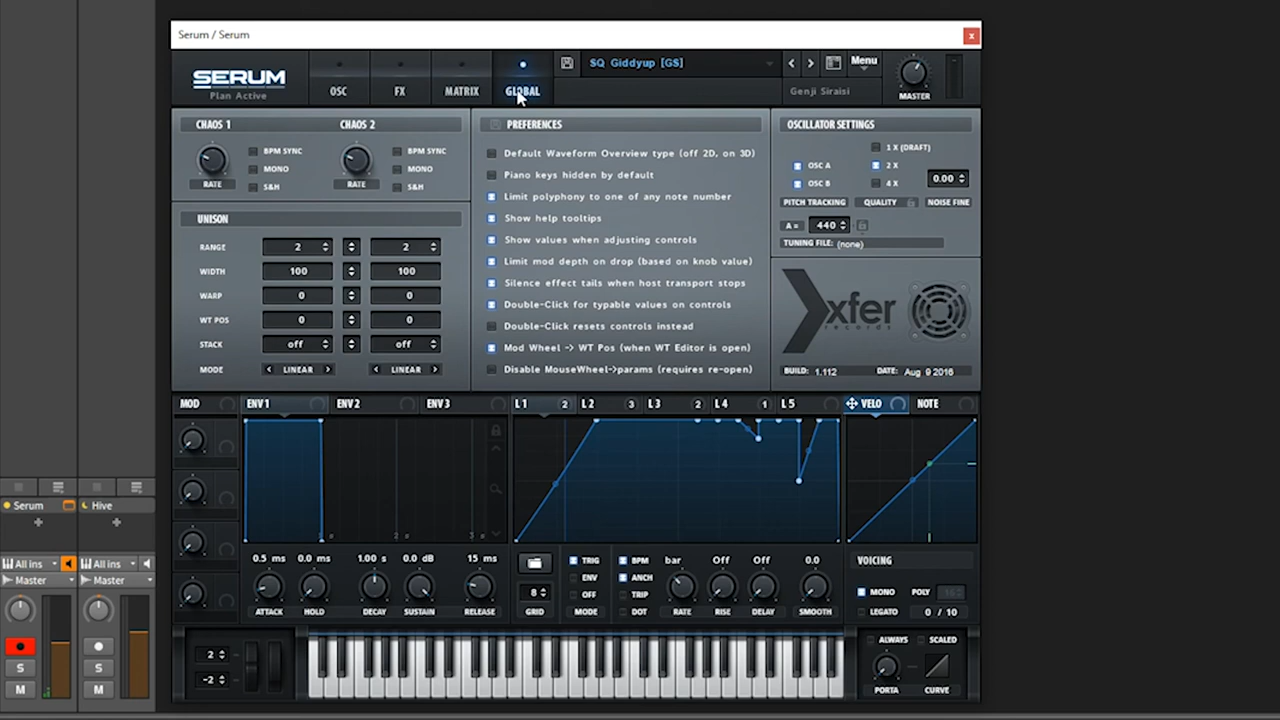 Serum / Serum
x
SERUM
Plan Active
OSC
FX
MATRIX
GLOBAL
SQ Giddyup [GS]
Menu
Genji Siraisi
MASTER
CHAOS 1
CHAOS 2
BPM SYNC
MONO
S&H
RATE
BPM SYNC
MONO
S&H
RATE
UNISON
RANGE 2 2
WIDTH 100 100
WARP 0 0
WT POS 0 0
STACK off off
MODE < LINEAR > < LINEAR >
PREFERENCES
Default Waveform Overview type (off 2D, on 3D)
Piano keys hidden by default
Limit polyphony to one of any note number
Show help tooltips
Show values when adjusting controls
Limit mod depth on drop (based on knob value)
Silence effect tails when host transport stops
Double-Click for typable values on controls
Double-Click resets controls instead
Mod Wheel -> WT Pos (when WT Editor is open)
Disable MouseWheel->params (requires re-open)
OSCILLATOR SETTINGS
OSC A
OSC B
1 X (DRAFT)
2 X
4 X
0.00
PITCH TRACKING
QUALITY
NOISE FINE
A = 440
TUNING FILE: (none)
xfer
records
BUILD: 1.112 DATE: Aug 9 2016
MOD
ENV 1
ENV 2
ENV 3
L 1 2
L 2 3
L 3 2
L 4 1
L 5
VELO
NOTE
0.5 ms 0.0 ms 1.00 s 0.0 dB 15 ms
ATTACK HOLD DECAY SUSTAIN RELEASE
8
GRID
TRIG
ENV
OFF
MODE
BPM
ANCH
TRIP
DOT
bar Off Off 0.0
RATE RISE DELAY SMOOTH
VOICING
MONO POLY
LEGATO 0 / 10
ALWAYS SCALED
PORTA CURVE
2
-2
Serum
Hive
+
+
All ins
All ins
Master
Master
S
S
M
M